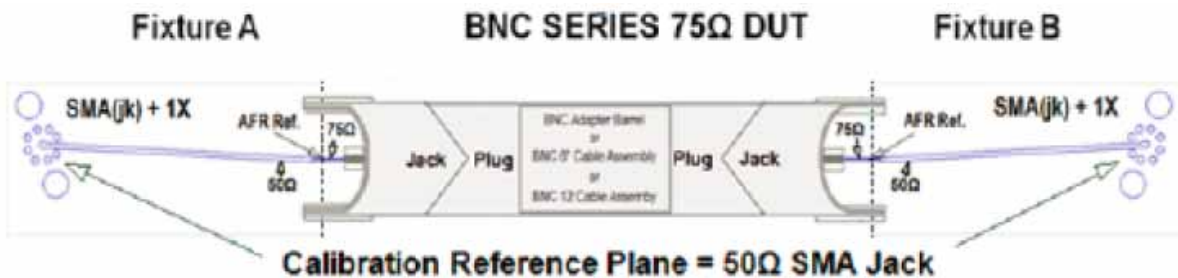 Fixture A
BNC SERIES 75Ω DUT
Fixture B
SMA(jk) + 1X
AFR Ref.
75Ω
50Ω
Jack
Plug
BNC Adapter Barrel
or
BNC 6" Cable Assembly
or
BNC 12" Cable Assembly
Plug
Jack
75Ω
AFR Ref.
50Ω
SMA(jk) + 1X
Calibration Reference Plane = 50Ω SMA Jack